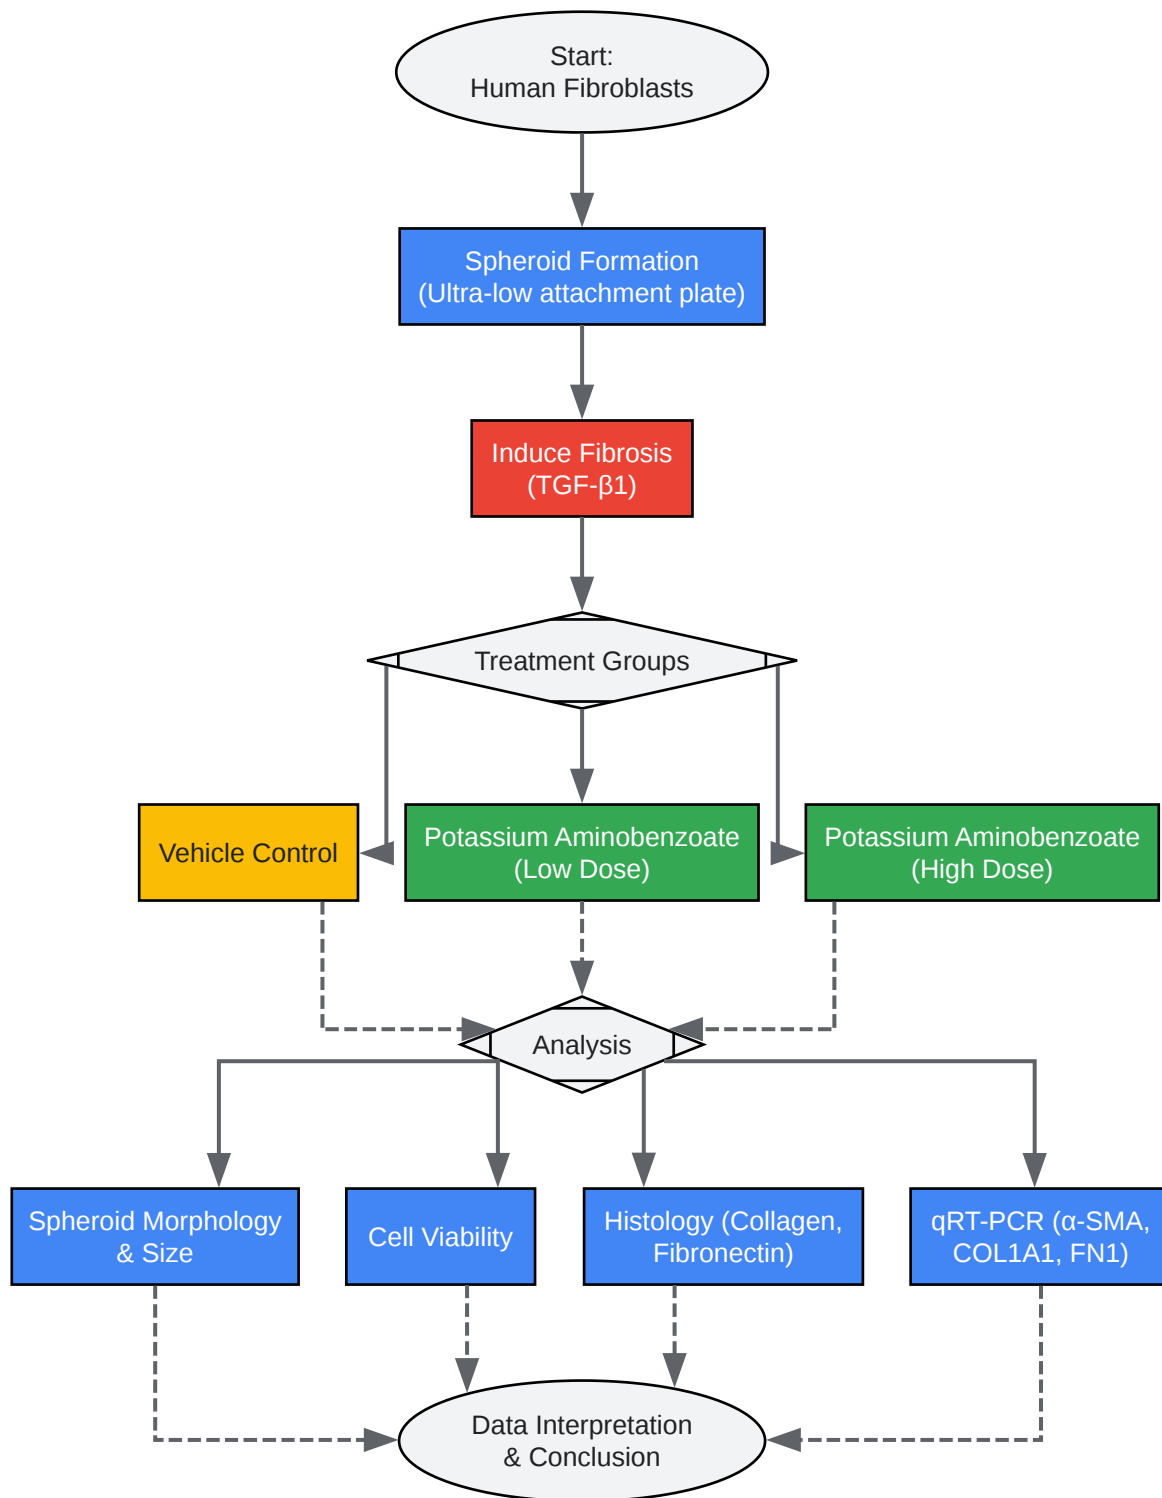 Start:
Human Fibroblasts
Spheroid Formation
(Ultra-low attachment plate)
Induce Fibrosis
(TGF-β1)
Treatment Groups
Vehicle Control
Potassium Aminobenzoate
(Low Dose)
Potassium Aminobenzoate
(High Dose)
Analysis
Spheroid Morphology
& Size
Cell Viability
Histology (Collagen,
Fibronectin)
qRT-PCR (α-SMA,
COL1A1, FN1)
Data Interpretation
& Conclusion